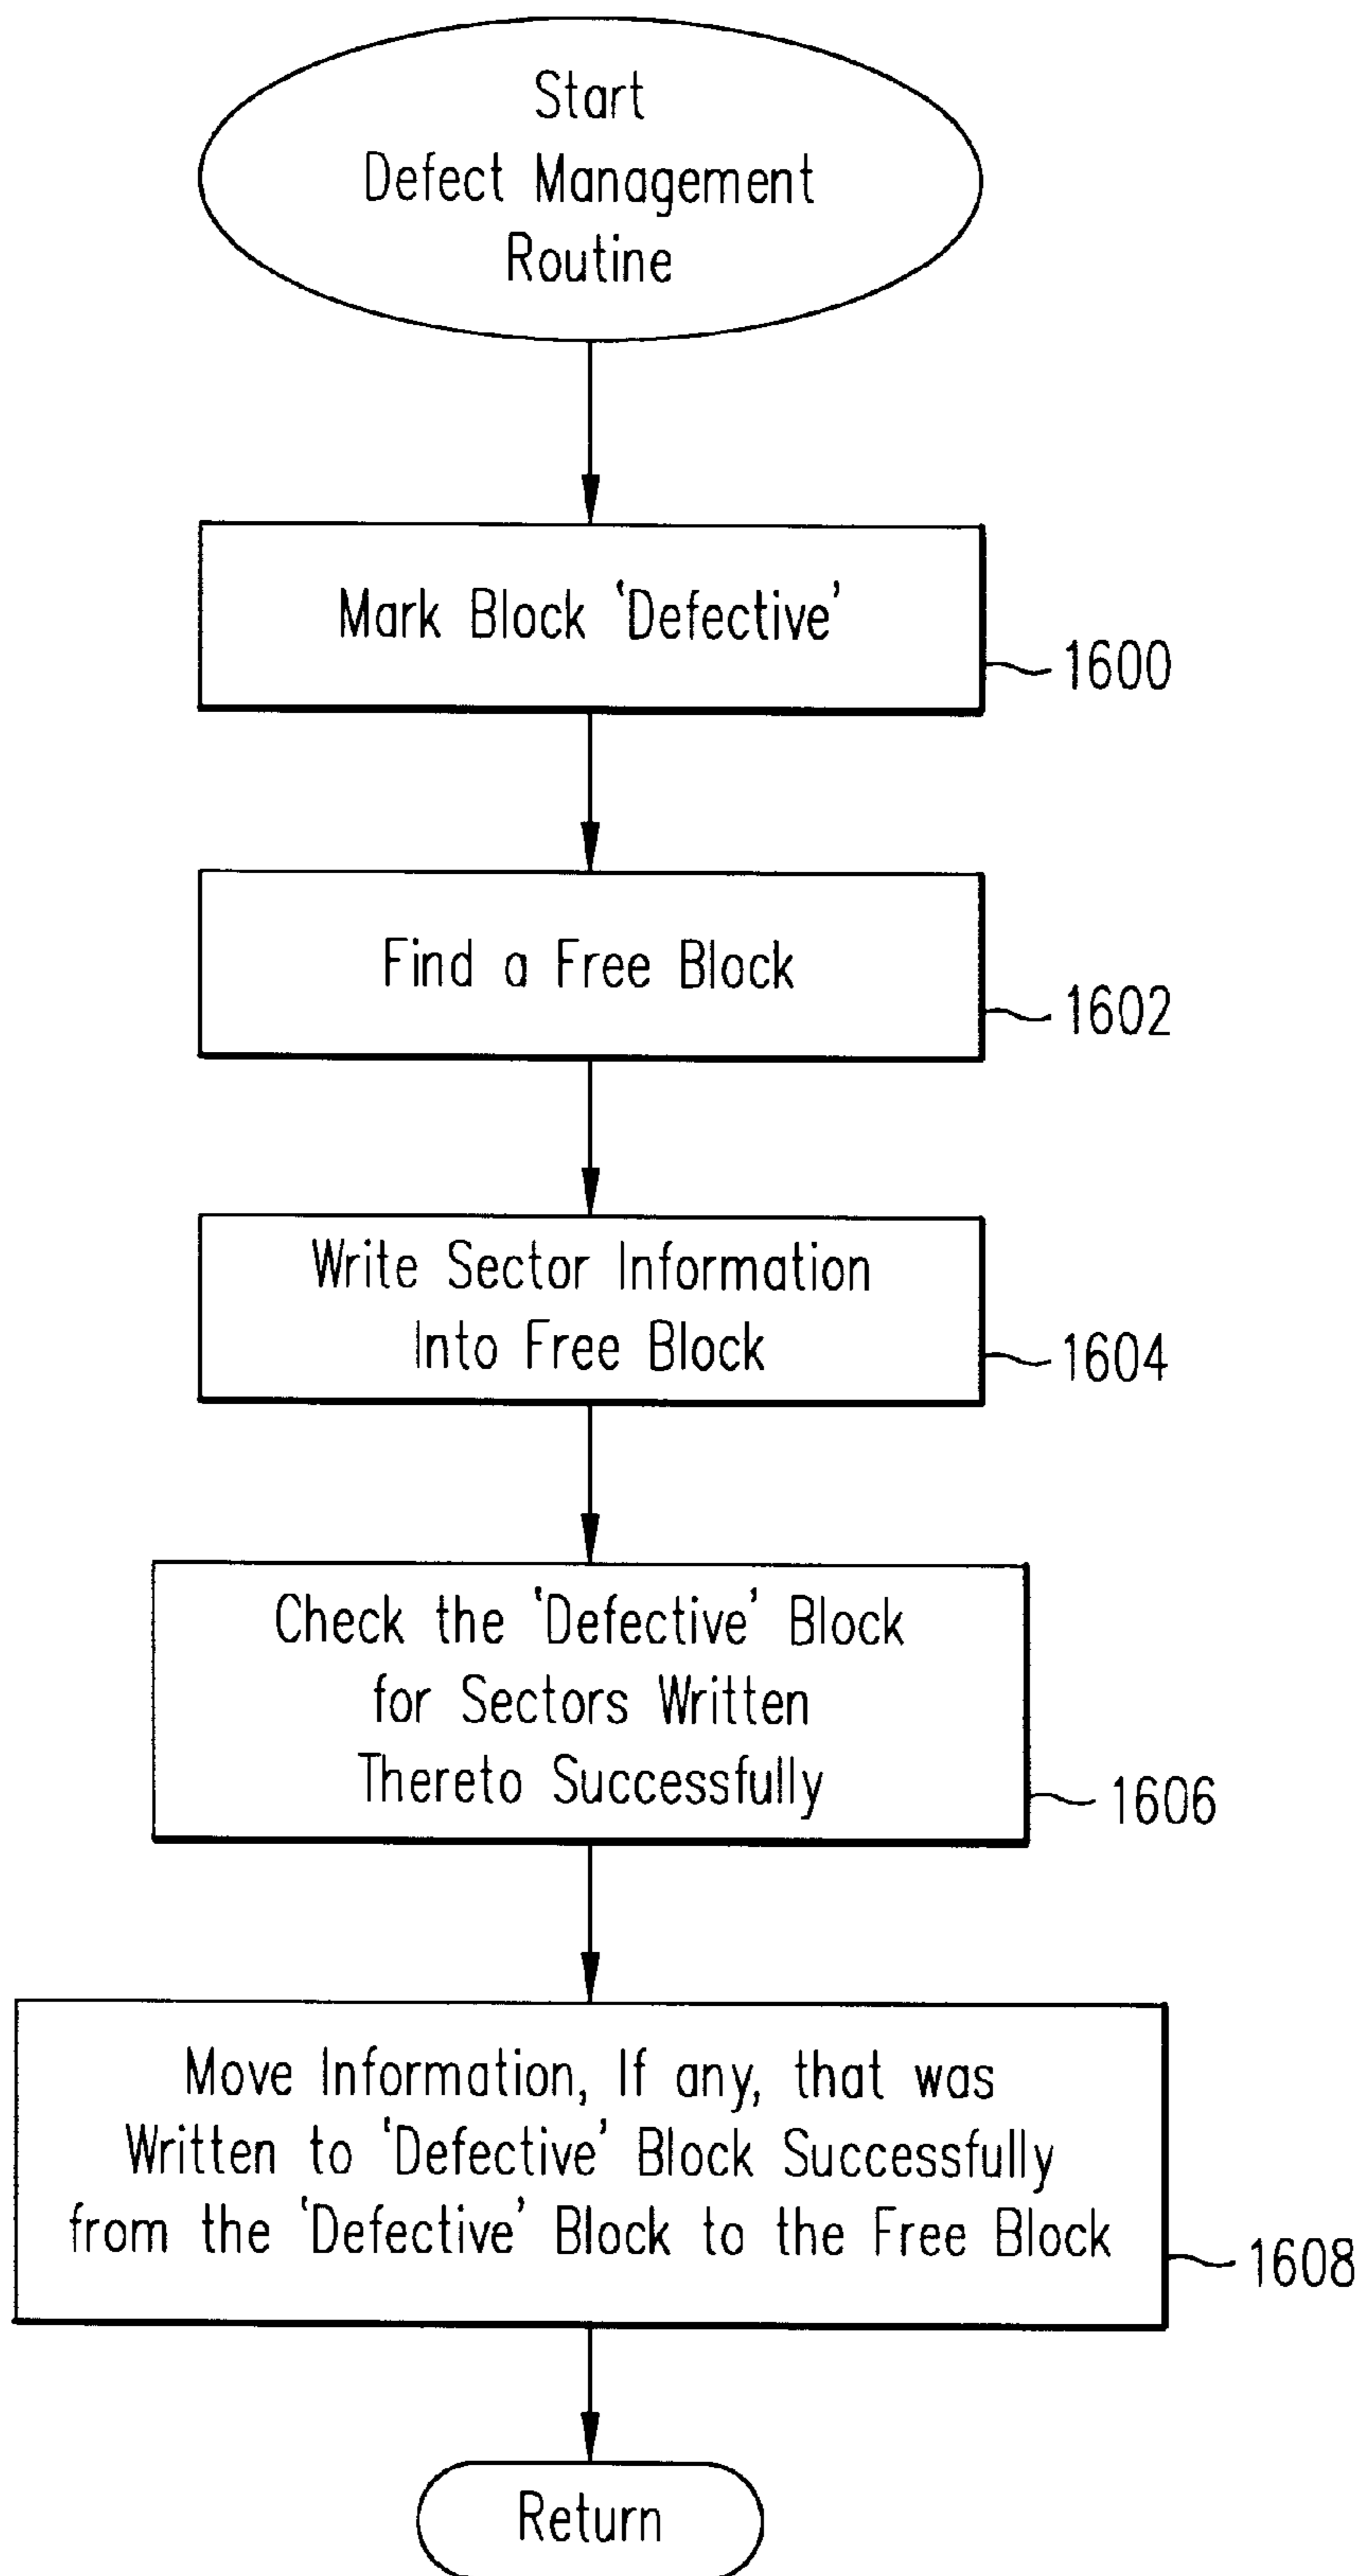 Start
Defect Management
Routine
Mark Block 'Defective'
1600
Find a Free Block
1602
Write Sector Information
Into Free Block
1604
Check the 'Defective' Block
for Sectors Written
Thereto Successfully
1606
Move Information, If any, that was
Written to 'Defective' Block Successfully
from the 'Defective' Block to the Free Block
1608
Return